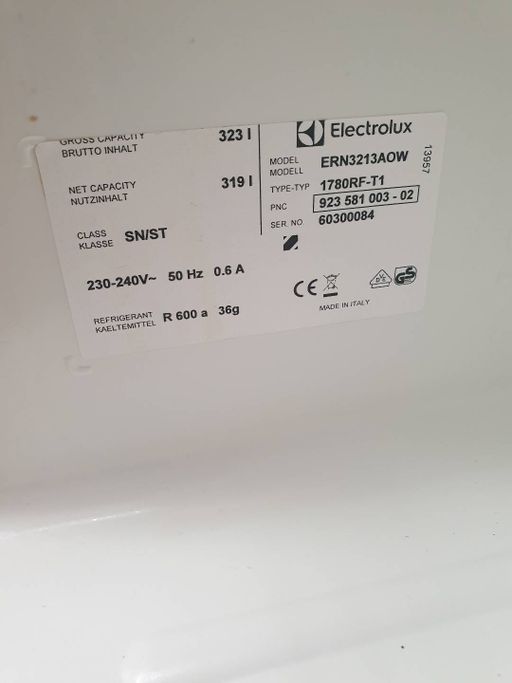 GROSS CAPACITY 323 l
BRUTTO INHALT
NET CAPACITY 319 l
NUTZINHALT
CLASS SN/ST
KLASSE
230-240V~ 50 Hz 0.6 A
REFRIGERANT R 600 a 36g
KAELTEMITTEL
Electrolux
MODEL ERN3213AOW
MODELL
TYPE-TYP 1780RF-T1
PNC 923 581 003 - 02
SER. NO. 60300084
CE
GS
MADE IN ITALY
13957